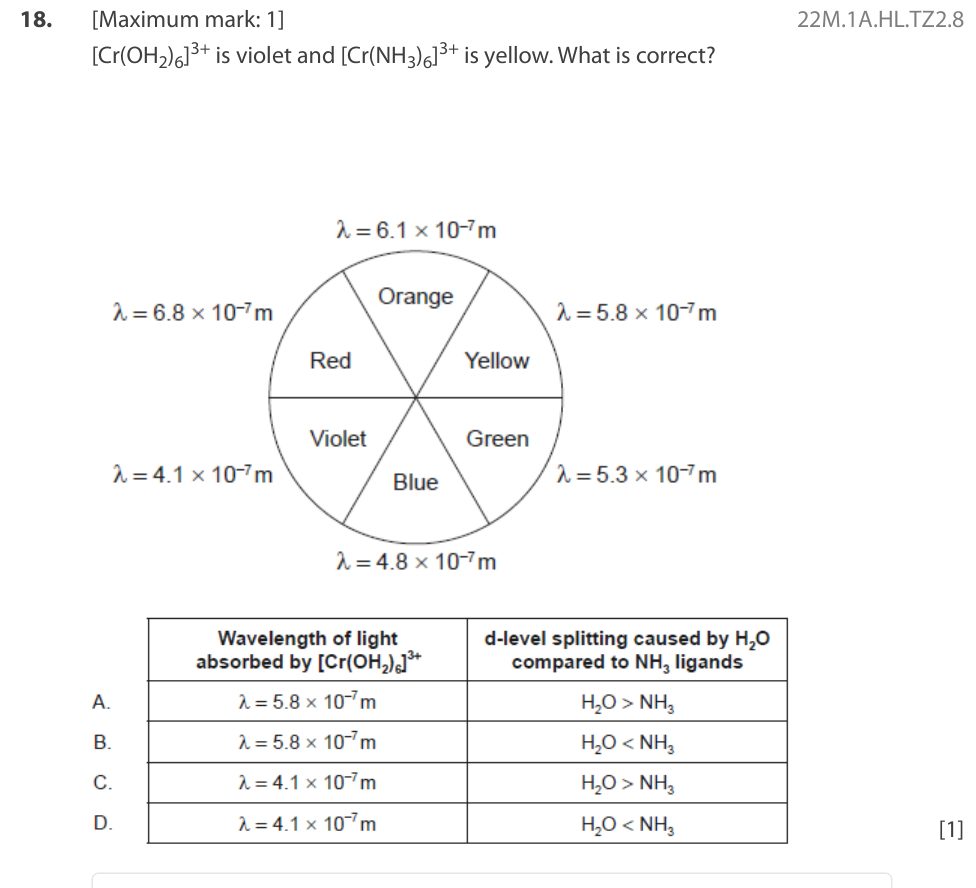 18. [Maximum mark: 1] 22M.1A.HL.TZ2.8
[Cr(OH₂)₆]³⁺ is violet and [Cr(NH₃)₆]³⁺ is yellow. What is correct?
λ = 6.1 × 10⁻⁷ m
λ = 6.8 × 10⁻⁷ m
Orange
λ = 5.8 × 10⁻⁷ m
Red
Yellow
Violet
Green
λ = 4.1 × 10⁻⁷ m
Blue
λ = 5.3 × 10⁻⁷ m
λ = 4.8 × 10⁻⁷ m
Wavelength of light
absorbed by [Cr(OH₂)₆]³⁺
d-level splitting caused by H₂O
compared to NH₃ ligands
A. λ = 5.8 × 10⁻⁷ m H₂O > NH₃
B. λ = 5.8 × 10⁻⁷ m H₂O < NH₃
C. λ = 4.1 × 10⁻⁷ m H₂O > NH₃
D. λ = 4.1 × 10⁻⁷ m H₂O < NH₃
[1]